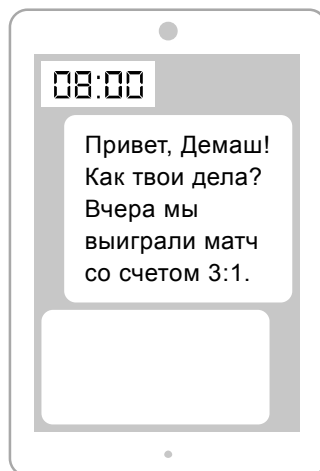 08:00
Привет, Демаш!
Как твои дела?
Вчера мы
выиграли матч
со счетом 3:1.